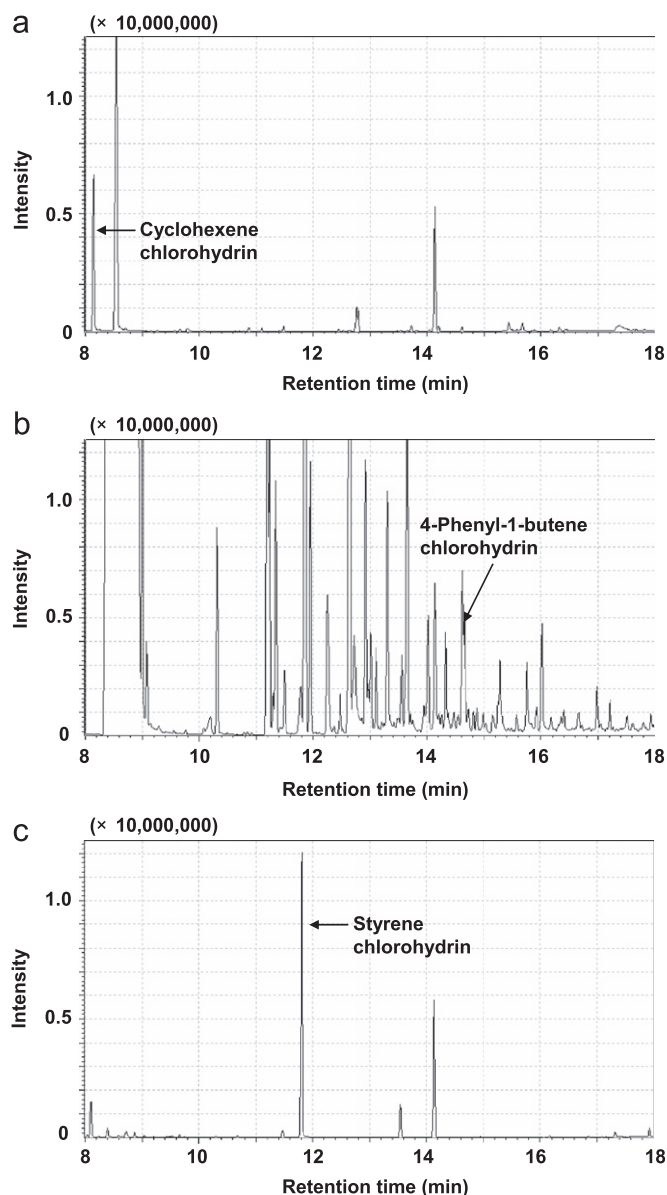 a
(× 10,000,000)
Intensity
1.0
0.5
0
Cyclohexene
chlorohydrin
8 10 12 14 16 18
Retention time (min)
b
(× 10,000,000)
Intensity
1.0
0.5
0
4-Phenyl-1-butene
chlorohydrin
8 10 12 14 16 18
Retention time (min)
c
(× 10,000,000)
Intensity
1.0
0.5
0
Styrene
chlorohydrin
8 10 12 14 16 18
Retention time (min)